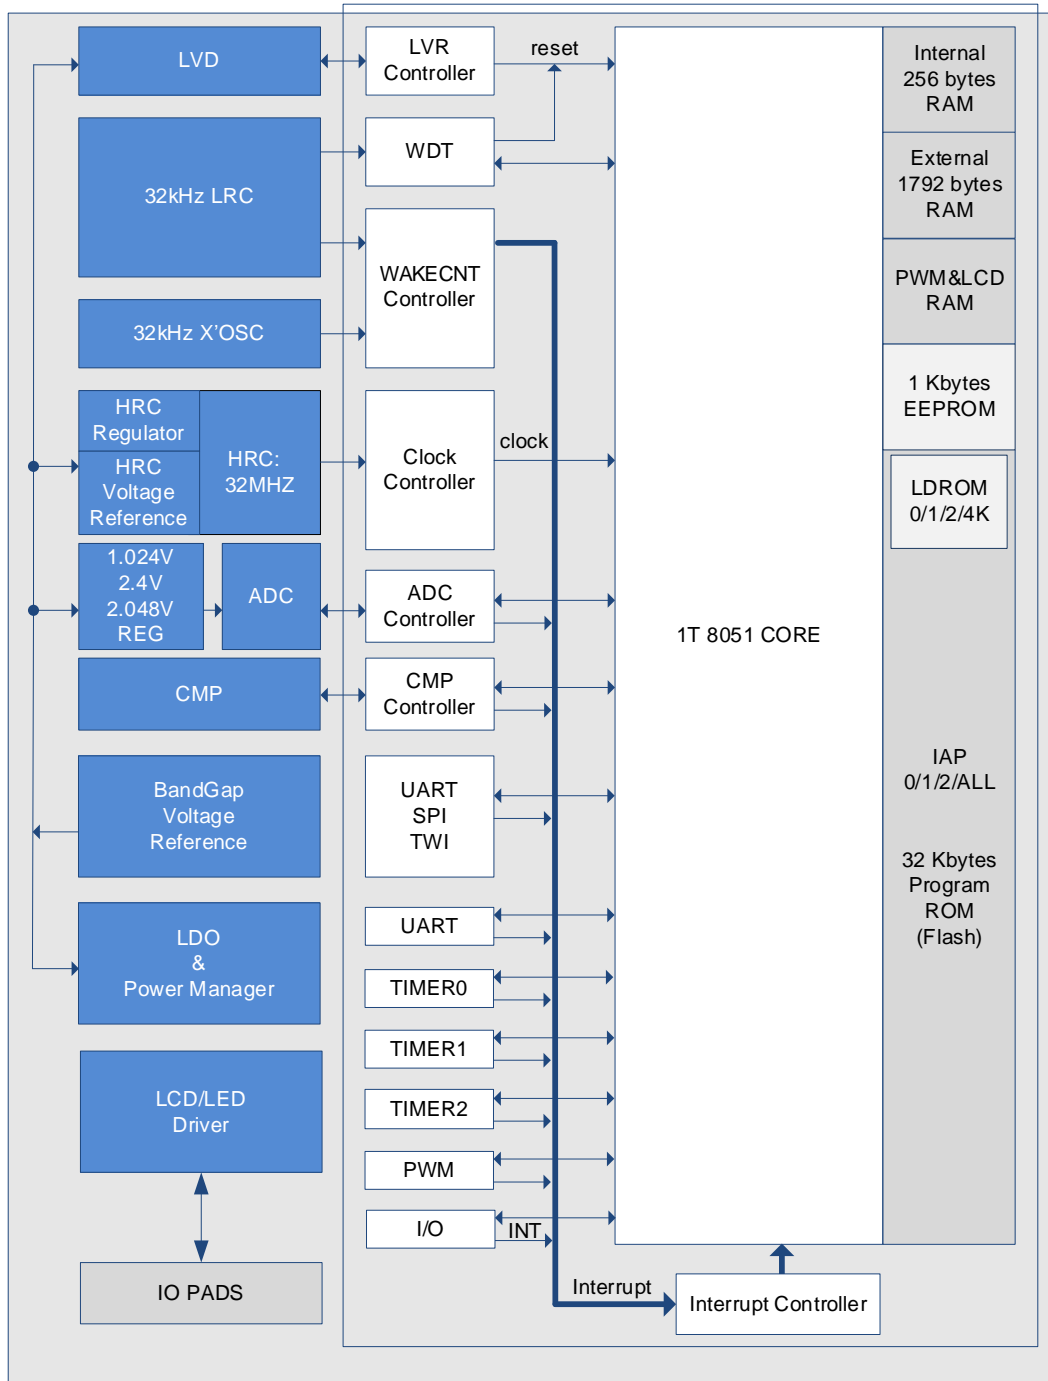 LVD
LVR
Controller
reset
Internal
256 bytes
RAM
WDT
External
1792 bytes
RAM
32kHz LRC
WAKECNT
Controller
PWM&LCD
RAM
32kHz X’OSC
1 Kbytes
EEPROM
HRC
Regulator
HRC
Voltage
Reference
HRC:
32MHZ
Clock
Controller
clock
LDROM
0/1/2/4K
1.024V
2.4V
2.048V
REG
ADC
ADC
Controller
1T 8051 CORE
CMP
CMP
Controller
BandGap
Voltage
Reference
UART
SPI
TWI
IAP
0/1/2/ALL
32 Kbytes
Program
ROM
(Flash)
LDO
&
Power Manager
UART
TIMER0
TIMER1
LCD/LED
Driver
TIMER2
PWM
I/O
INT
IO PADS
Interrupt
Interrupt Controller